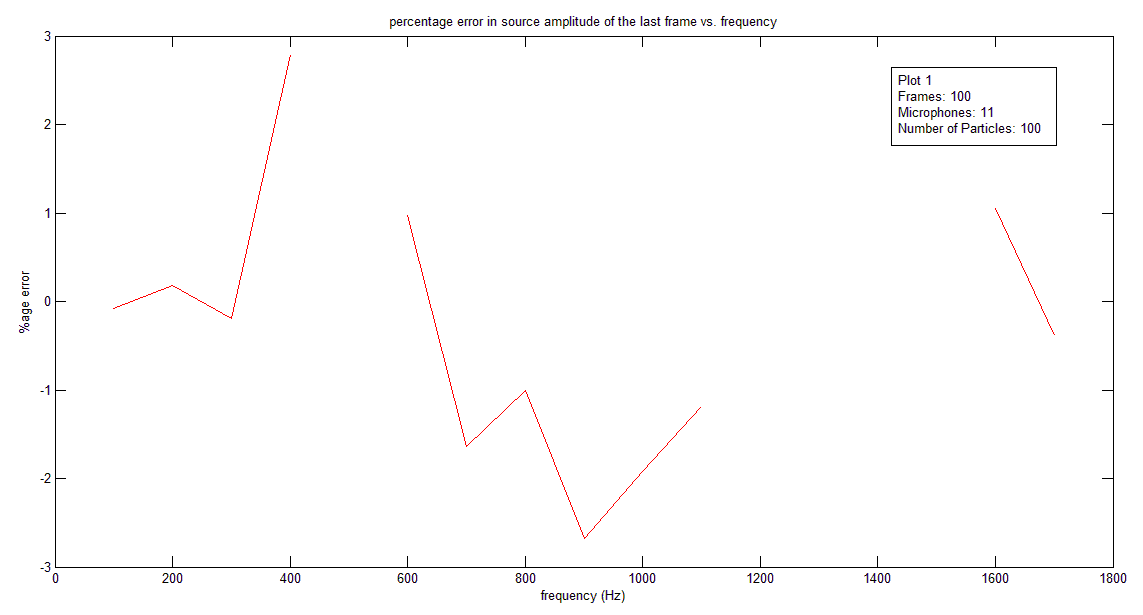 percentage error in source amplitude of the last frame vs. frequency
3
2
1
0
-1
-2
-3
%age error
Plot 1
Frames: 100
Microphones: 11
Number of Particles: 100
0 200 400 600 800 1000 1200 1400 1600 1800
frequency (Hz)